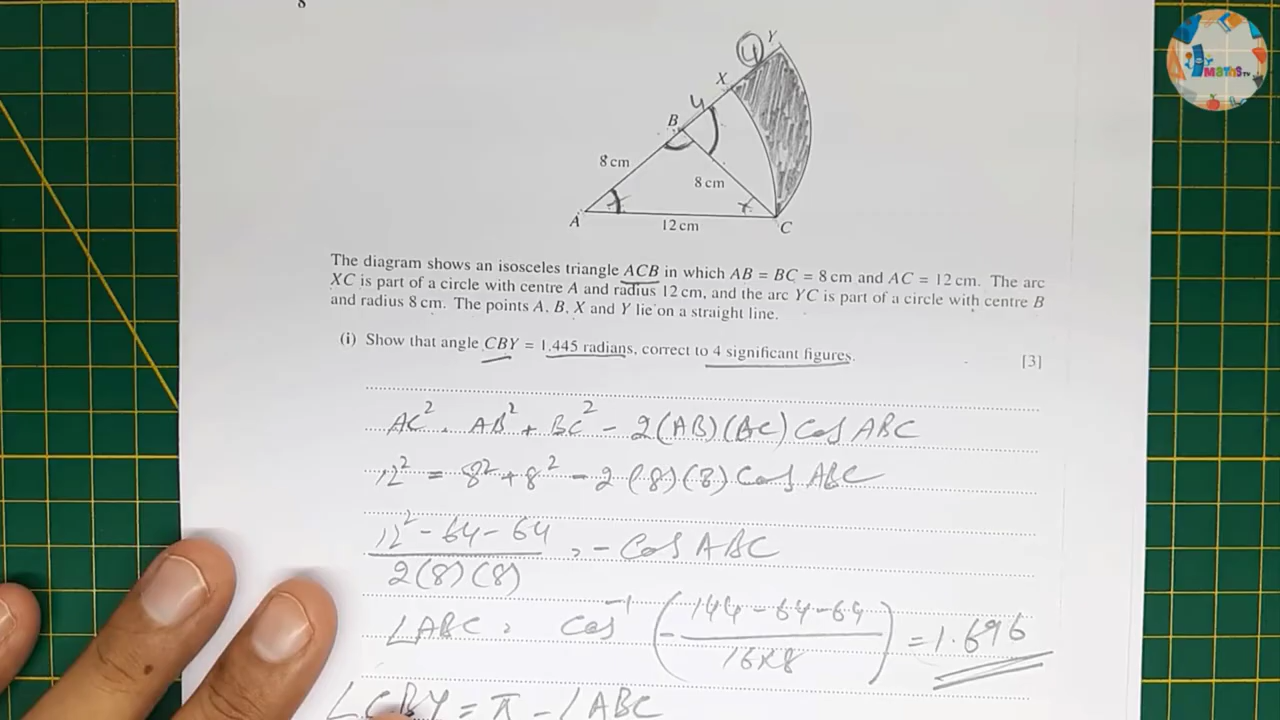 8
Y
4
X
4
B
8 cm
8 cm
x
x
A
C
12 cm
MATHS TV
The diagram shows an isosceles triangle ACB in which AB = BC = 8 cm and AC = 12 cm. The arc
XC is part of a circle with centre A and radius 12 cm, and the arc YC is part of a circle with centre B
and radius 8 cm. The points A, B, X and Y lie on a straight line.
(i) Show that angle CBY = 1.445 radians, correct to 4 significant figures. [3]
AC² = AB² + BC² - 2(AB)(BC) Cos ABC
12² = 8² + 8² - 2(8)(8) Cos ABC
12² - 64 - 64
2(8)(8) = - Cos ABC
∠ABC = Cos⁻¹ (- 144 - 64 - 64 / 16x8) = 1.696
∠CBY = π - ∠ABC